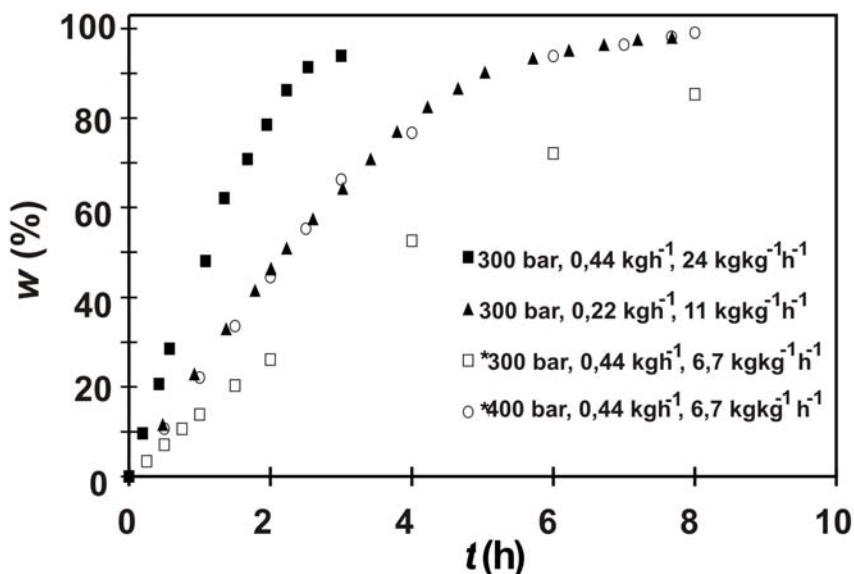 100
80
60
40
20
0
w (%)
■ 300 bar, 0,44 kgh⁻¹, 24 kgkg⁻¹h⁻¹
▲ 300 bar, 0,22 kgh⁻¹, 11 kgkg⁻¹h⁻¹
□ *300 bar, 0,44 kgh⁻¹, 6,7 kgkg⁻¹h⁻¹
○ *400 bar, 0,44 kgh⁻¹, 6,7 kgkg⁻¹h⁻¹
0 2 4 6 8 10
t (h)